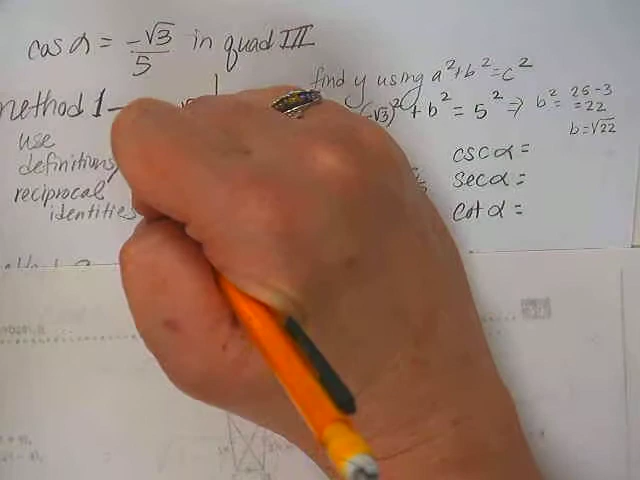 cos α = -√3/5 in quad III
find y using a² + b² = c²
method 1-
(-√3)² + b² = 5² ⇒ b² = 25-3
= 22
b = √22
use
definitions,
reciprocal
identities
csc α =
sec α =
cot α =